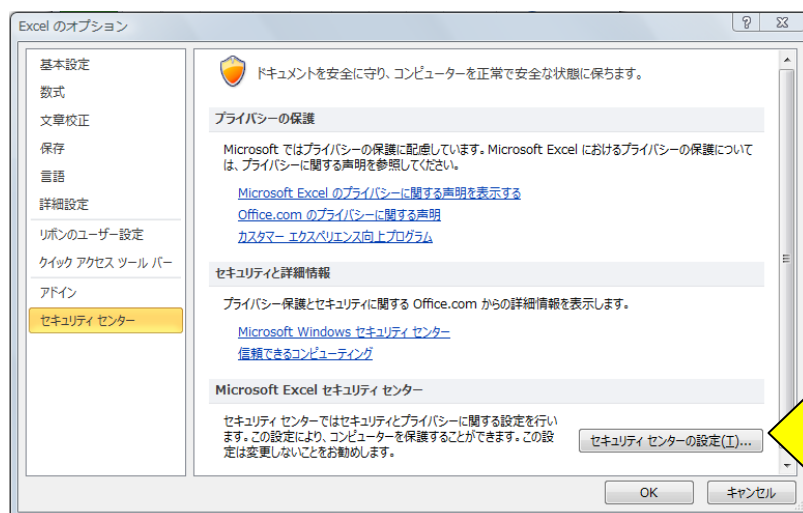 Excel のオプション
基本設定
数式
文章校正
保存
言語
詳細設定
リボンのユーザー設定
クイック アクセス ツール バー
アドイン
セキュリティ センター
ドキュメントを安全に守り、コンピューターを正常で安全な状態に保ちます。
プライバシーの保護
Microsoft ではプライバシーの保護に配慮しています。Microsoft Excel におけるプライバシーの保護について
は、プライバシーに関する声明を参照してください。
Microsoft Excel のプライバシーに関する声明を表示する
Office.com のプライバシーに関する声明
カスタマー エクスペリエンス向上プログラム
セキュリティと詳細情報
プライバシー保護とセキュリティに関する Office.com からの詳細情報を表示します。
Microsoft Windows セキュリティ センター
信頼できるコンピューティング
Microsoft Excel セキュリティ センター
セキュリティ センターではセキュリティとプライバシーに関する設定を行い
ます。この設定により、コンピューターを保護することができます。この設
定は変更しないことをお勧めします。
セキュリティ センターの設定(T)...
OK
キャンセル